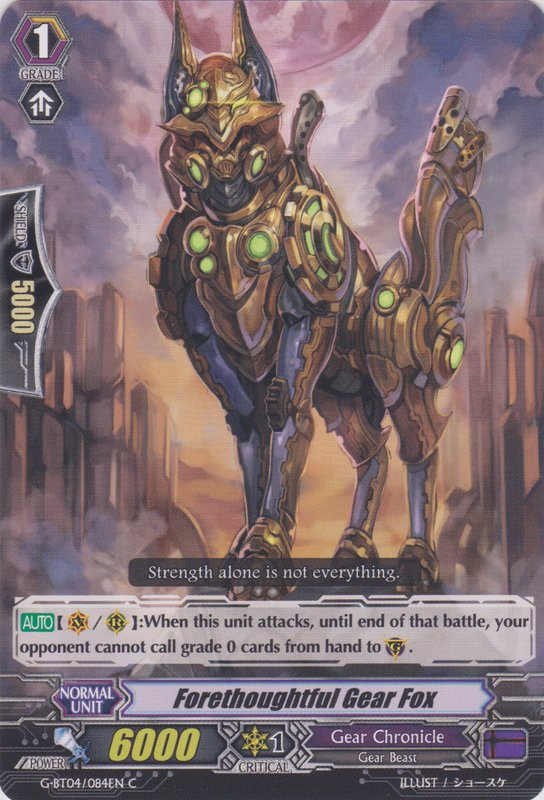 1
GRADE
SHIELD
5000
Strength alone is not everything.
AUTO【 V / R 】:When this unit attacks, until end of that battle, your
opponent cannot call grade 0 cards from hand to G .
NORMAL
UNIT
Forethoughtful Gear Fox
POWER
6000
1
CRITICAL
Gear Chronicle
Gear Beast
G-BT04/084EN C
ILLUST / ショースケ